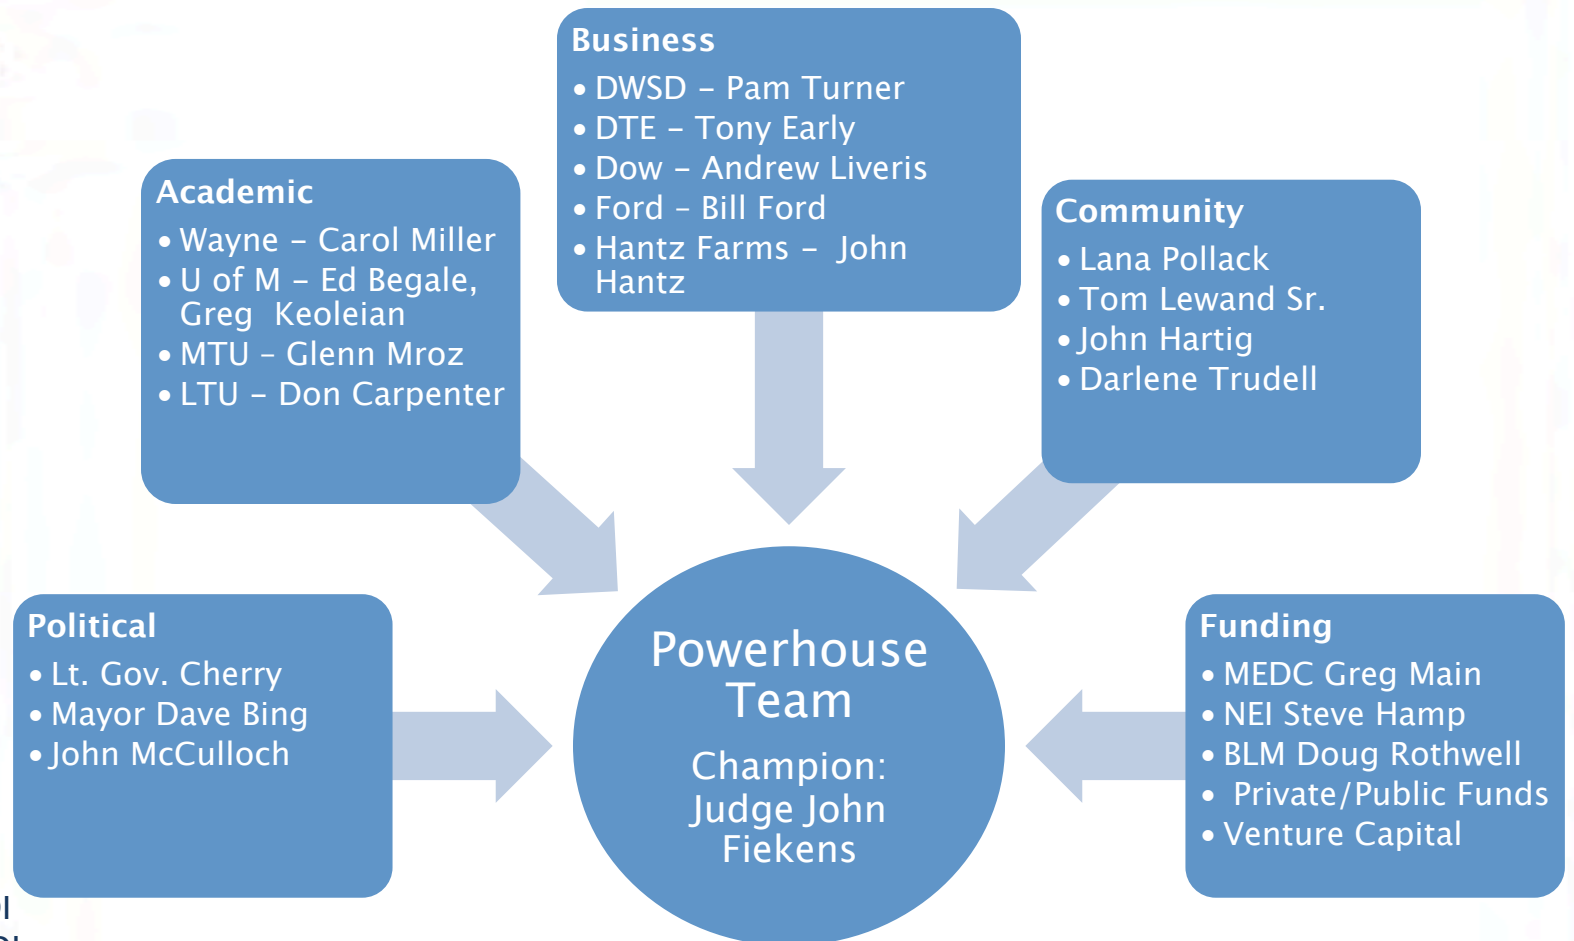 Business
• DWSD – Pam Turner
• DTE – Tony Early
• Dow – Andrew Liveris
• Ford – Bill Ford
• Hantz Farms – John
Hantz
Academic
• Wayne – Carol Miller
• U of M – Ed Begale,
Greg Keoleian
• MTU – Glenn Mroz
• LTU – Don Carpenter
Community
• Lana Pollack
• Tom Lewand Sr.
• John Hartig
• Darlene Trudell
Political
• Lt. Gov. Cherry
• Mayor Dave Bing
• John McCulloch
Powerhouse
Team
Champion:
Judge John
Fiekens
Funding
• MEDC Greg Main
• NEI Steve Hamp
• BLM Doug Rothwell
• Private/Public Funds
• Venture Capital